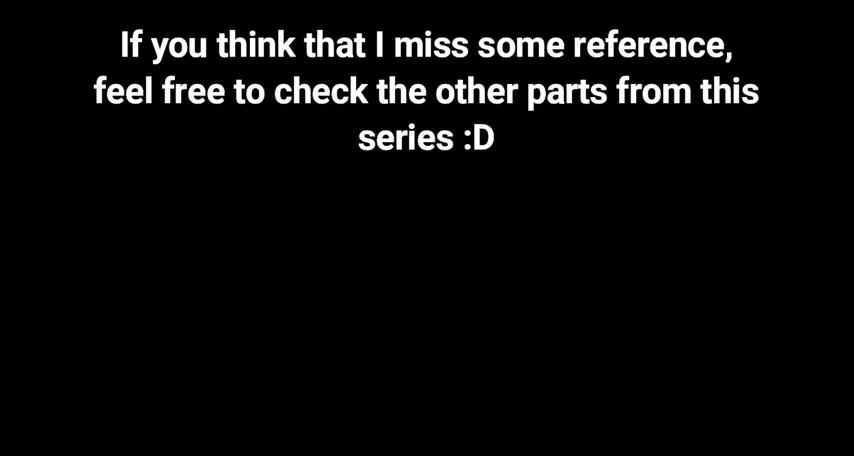 If you think that I miss some reference,
feel free to check the other parts from this
series :D